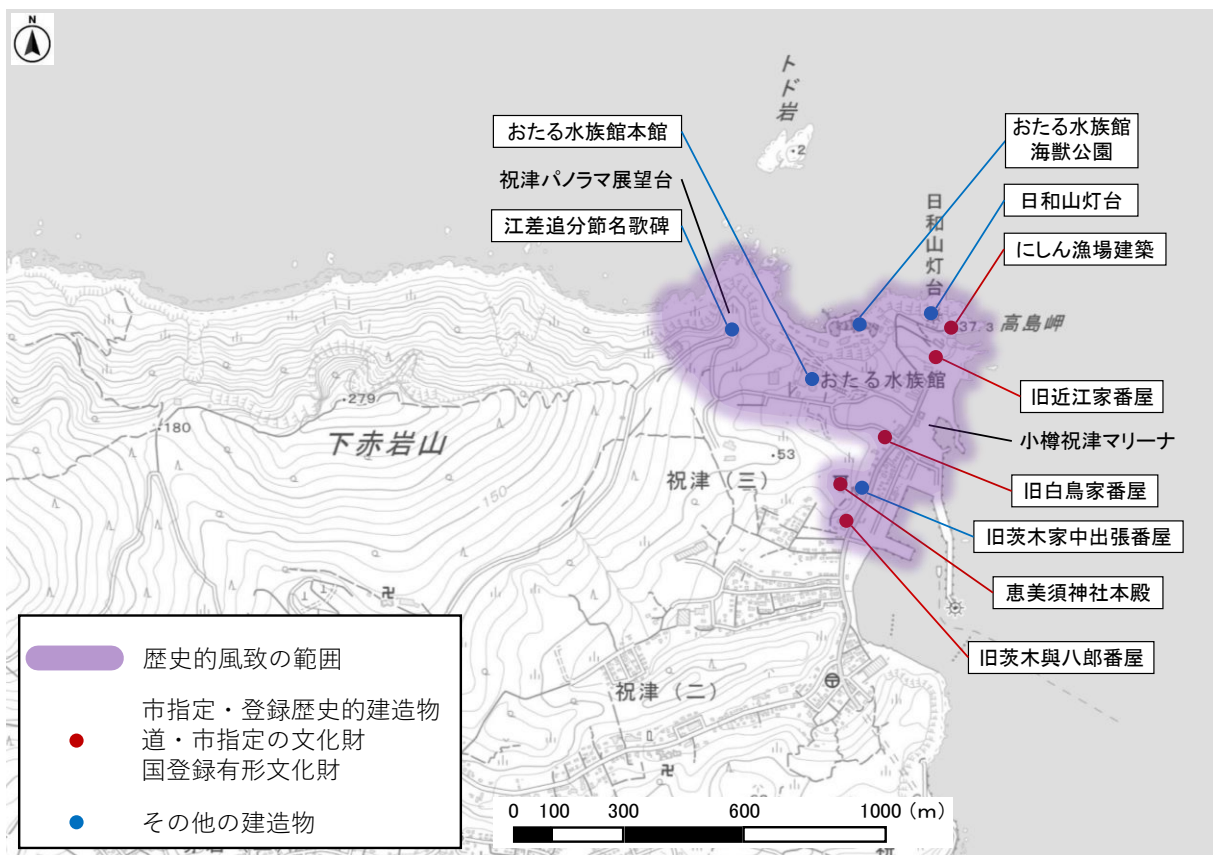 N
トド岩
・2
おたる水族館本館
祝津パノラマ展望台
江差追分節名歌碑
おたる水族館
海獣公園
日和山灯台
にしん漁場建築
日和山灯台
37.3
高島岬
おたる水族館
旧近江家番屋
小樽祝津マリーナ
旧白鳥家番屋
旧茨木家中出張番屋
恵美須神社本殿
旧茨木與八郎番屋
・279
・180
下赤岩山
150
・53
祝津(三)
祝津(二)
歴史的風致の範囲
市指定・登録歴史的建造物
道・市指定の文化財
国登録有形文化財
その他の建造物
0 100 300 600 1000 (m)